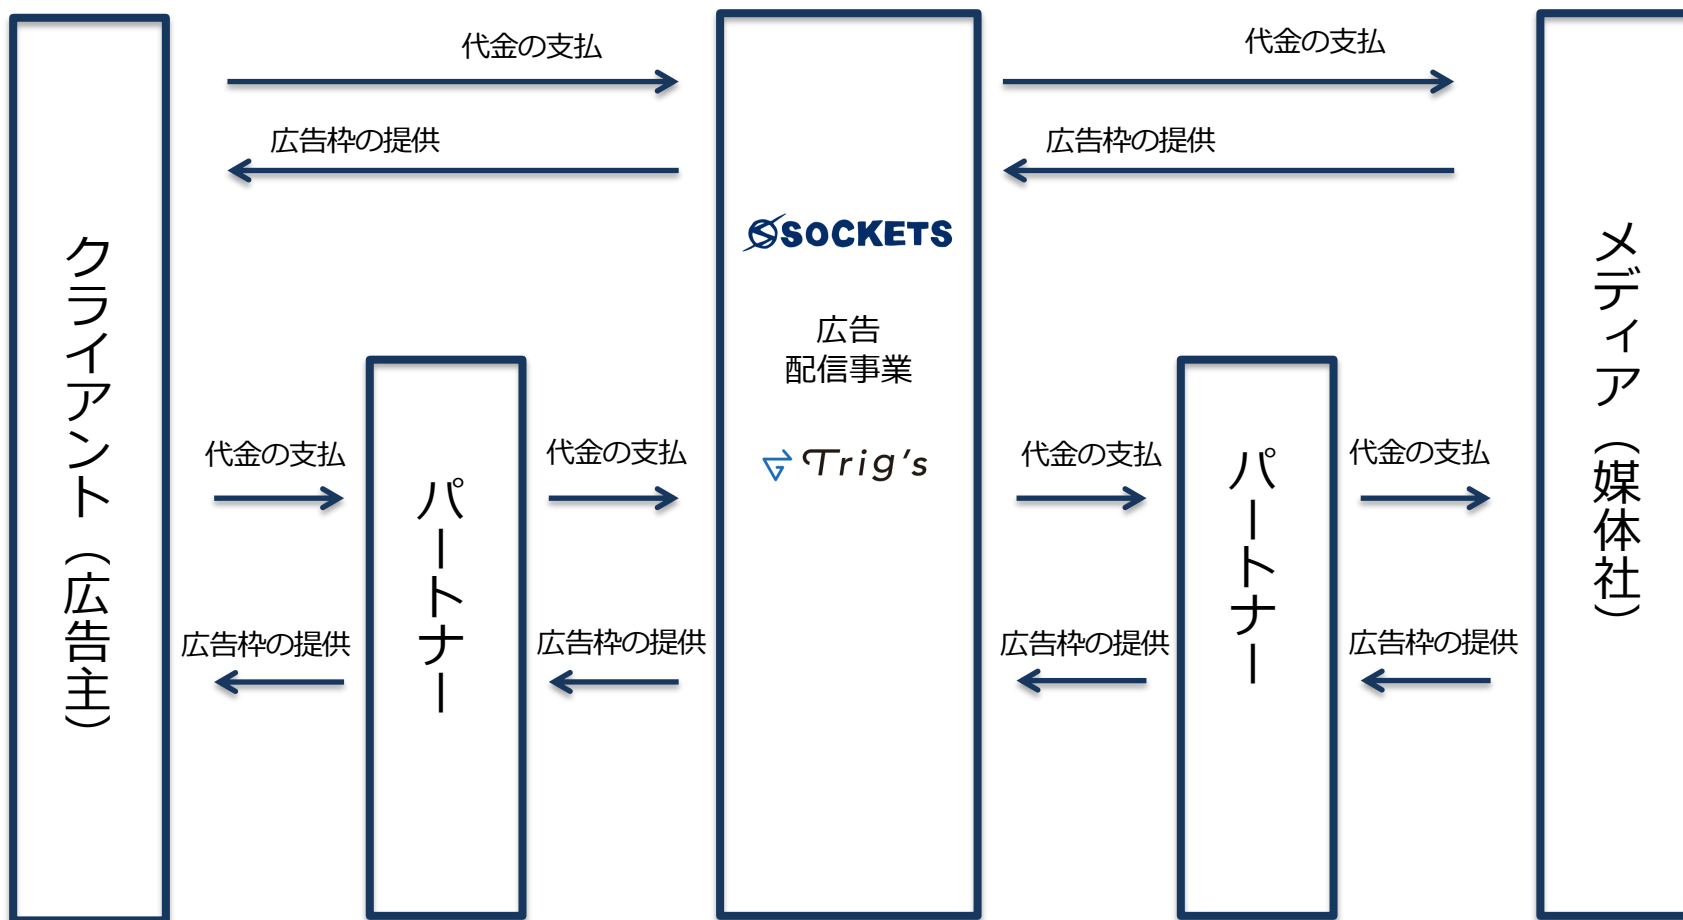 代金の支払
代金の支払
広告枠の提供
広告枠の提供
SOCKETS
広告
配信事業
Trig's
クライアント（広告主）
メディア（媒体社）
パートナー
パートナー
代金の支払
代金の支払
代金の支払
代金の支払
広告枠の提供
広告枠の提供
広告枠の提供
広告枠の提供